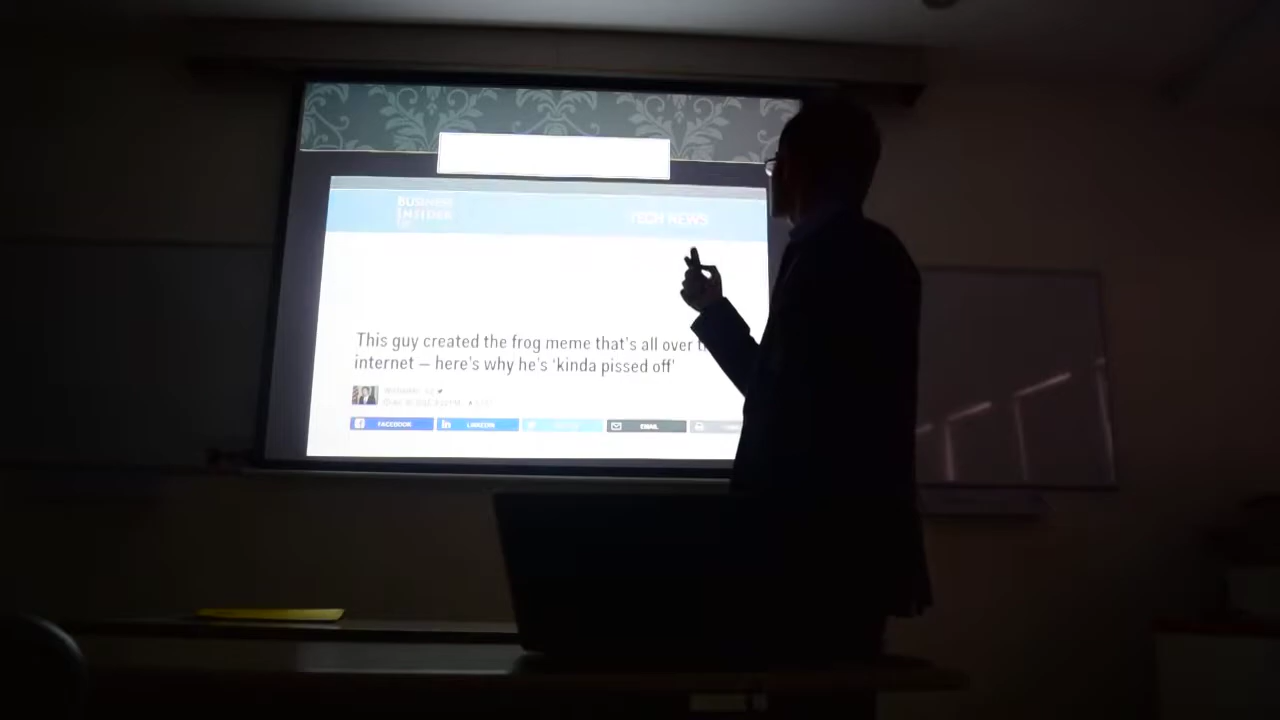 BUSINESS
INSIDER
TECH NEWS
This guy created the frog meme that's all over
internet – here's why he's 'kinda pissed off'
FACEBOOK
LINKEDIN
EMAIL